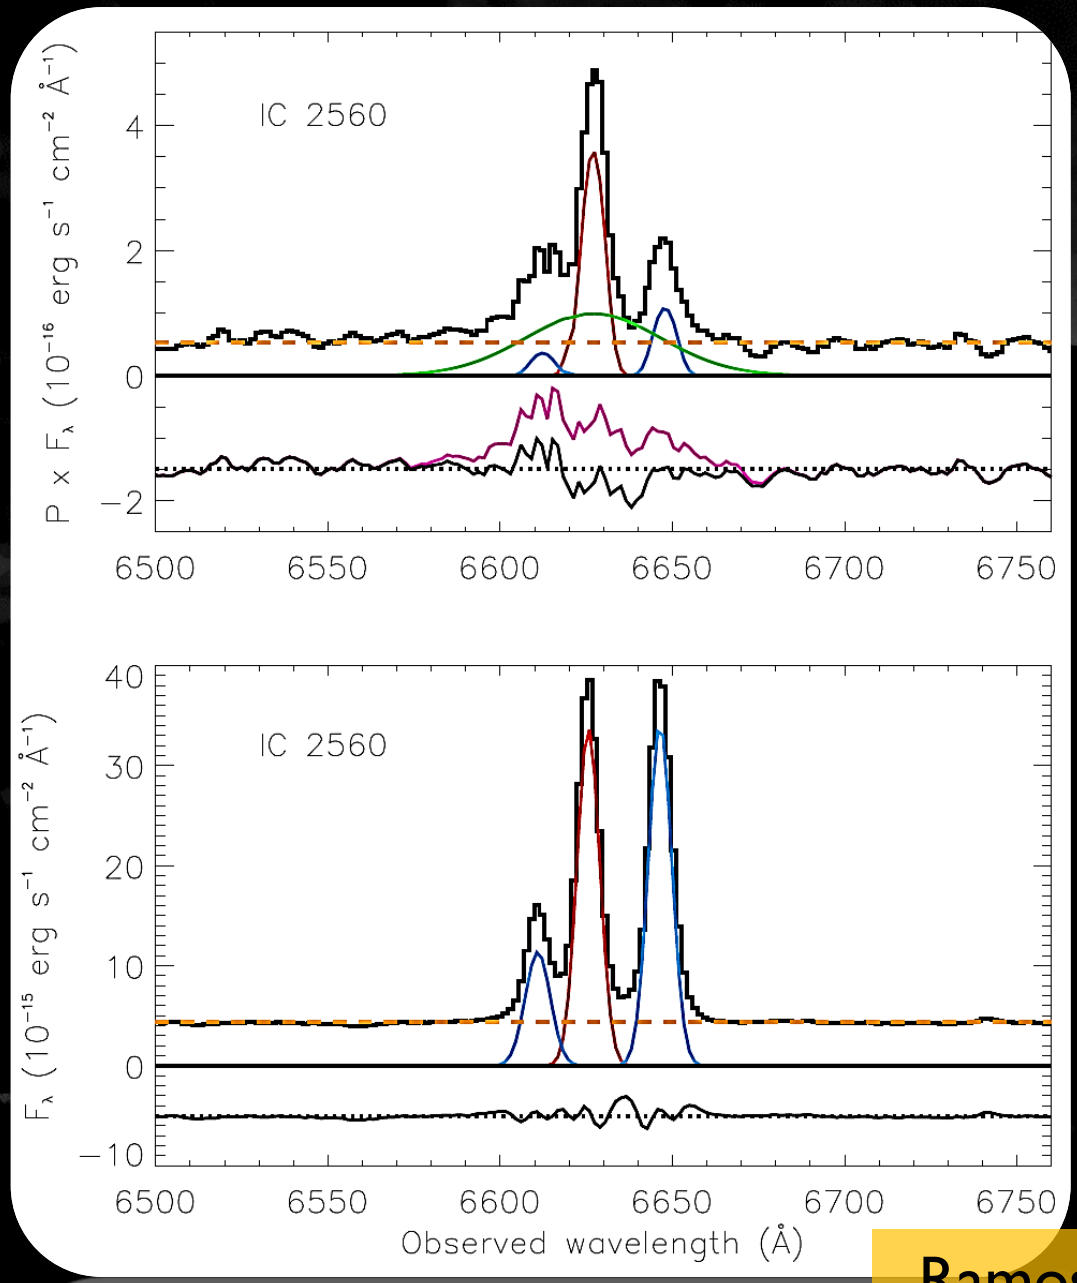 IC 2560
P x Fλ (10⁻¹⁶ erg s⁻¹ cm⁻² Å⁻¹)
4
2
0
−2
6500 6550 6600 6650 6700 6750
IC 2560
Fλ (10⁻¹⁵ erg s⁻¹ cm⁻² Å⁻¹)
40
30
20
10
0
−10
6500 6550 6600 6650 6700 6750
Observed wavelength (Å)